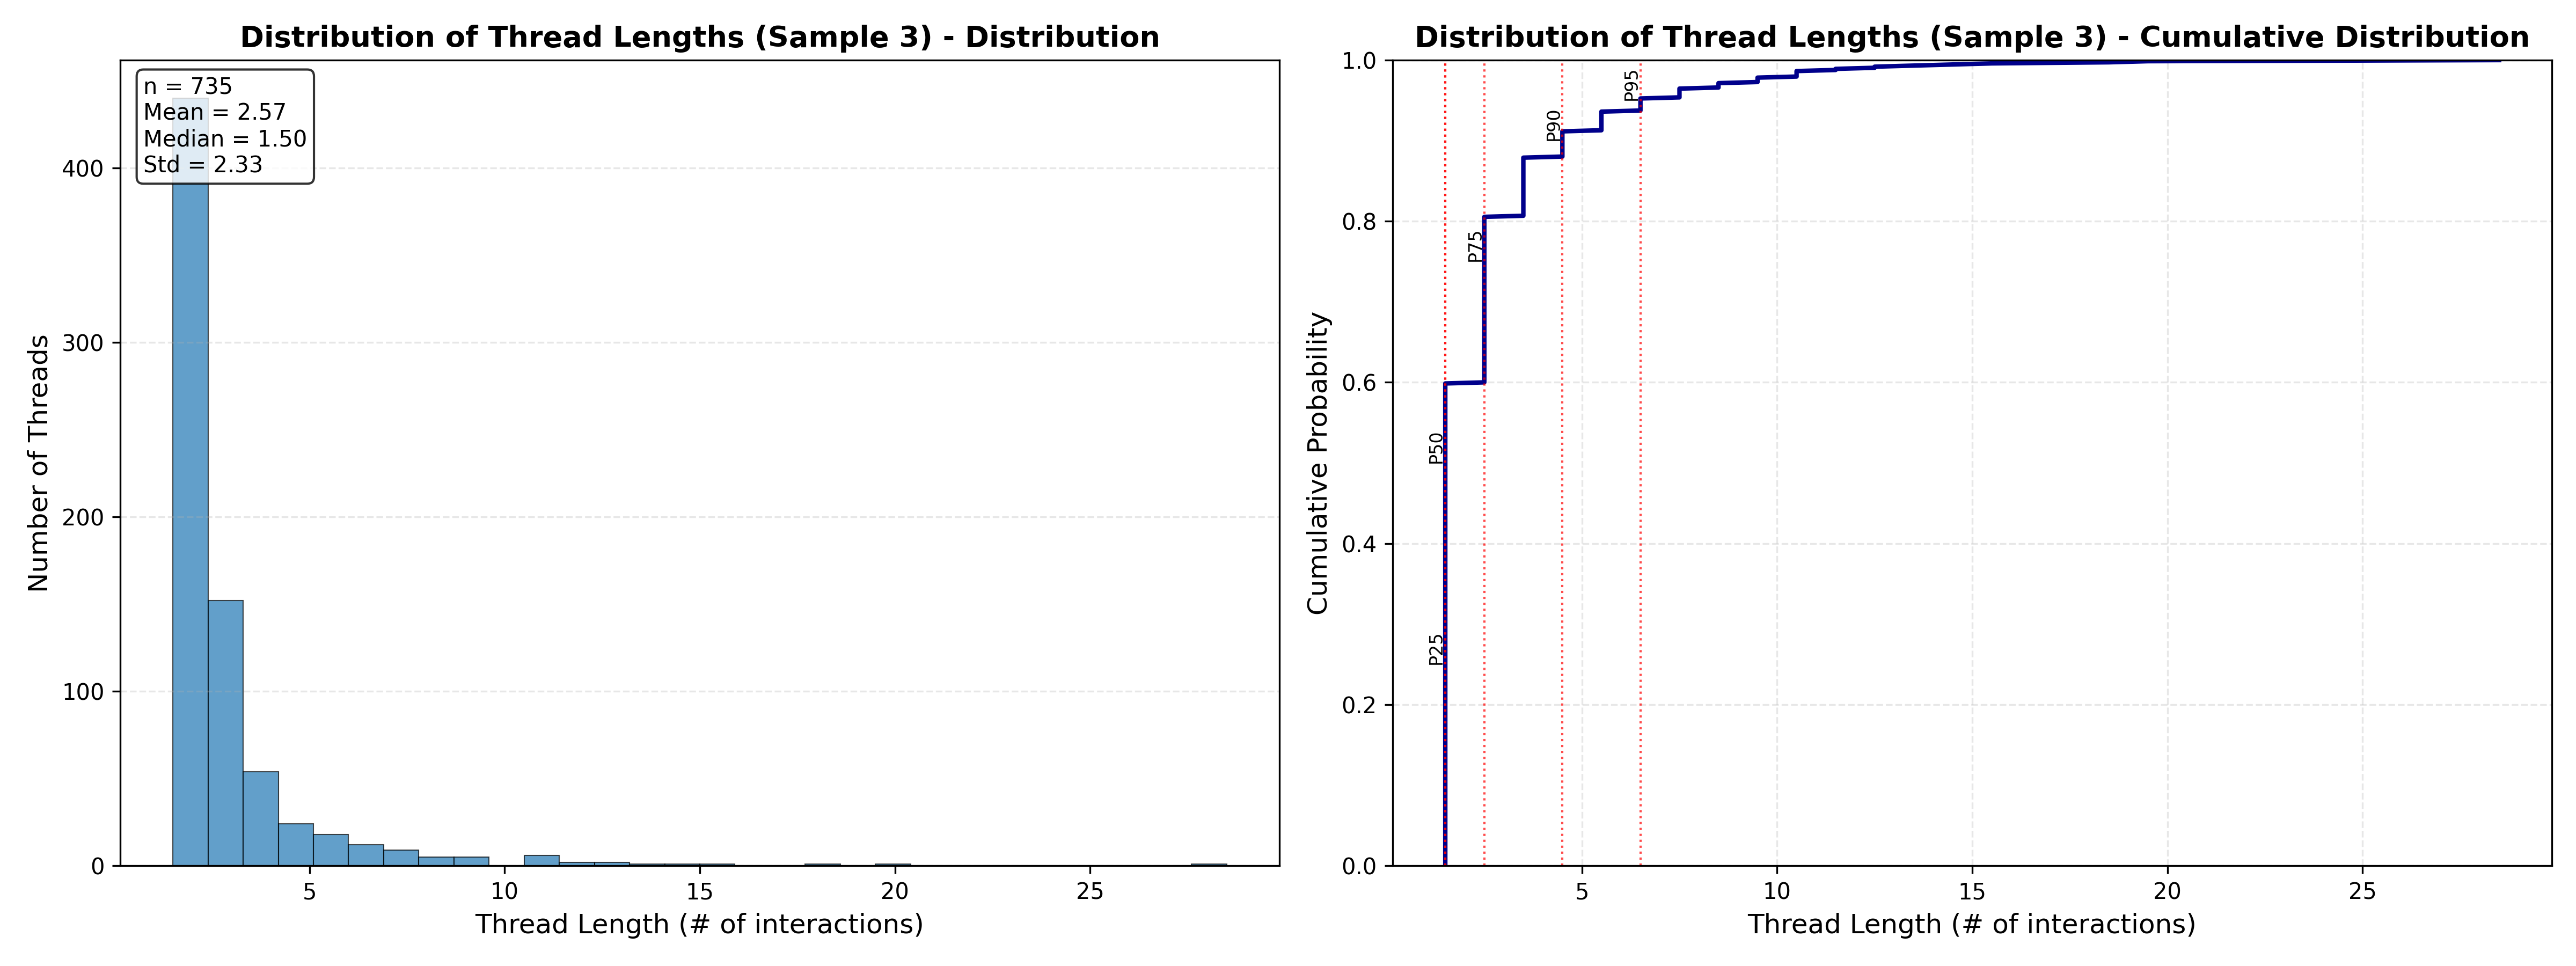 Distribution of Thread Lengths (Sample 3) - Distribution
n = 735
Mean = 2.57
Median = 1.50
Std = 2.33
Number of Threads
400
300
200
100
0
5
10
15
20
25
Thread Length (# of interactions)
Distribution of Thread Lengths (Sample 3) - Cumulative Distribution
Cumulative Probability
1.0
0.8
0.6
0.4
0.2
0.0
P25
P50
P75
P90
P95
5
10
15
20
25
Thread Length (# of interactions)